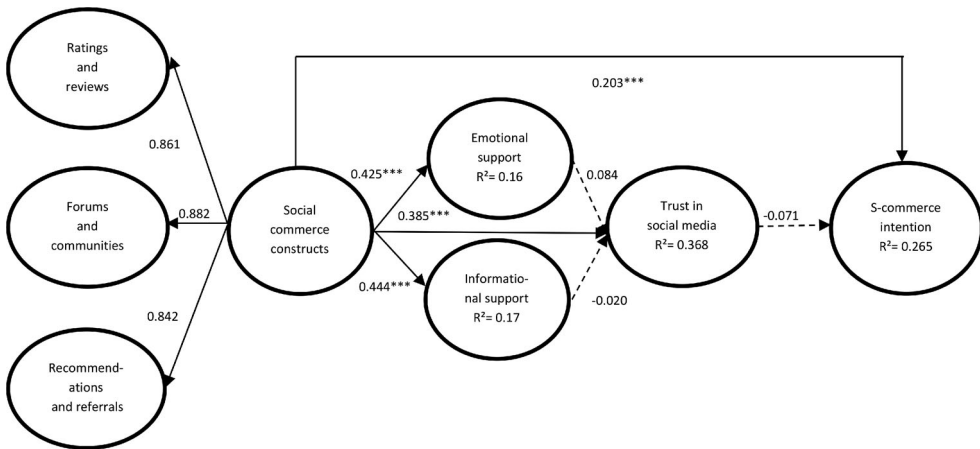 Ratings
and
reviews
0.861
Forums
and
communities
0.882
Recommend-
ations
and referrals
0.842
Social
commerce
constructs
0.425***
0.385***
0.444***
Emotional
support
R²= 0.16
Informatio-
nal support
R²= 0.17
0.084
-0.020
Trust in
social media
R²= 0.368
-0.071
0.203***
S-commerce
intention
R²= 0.265